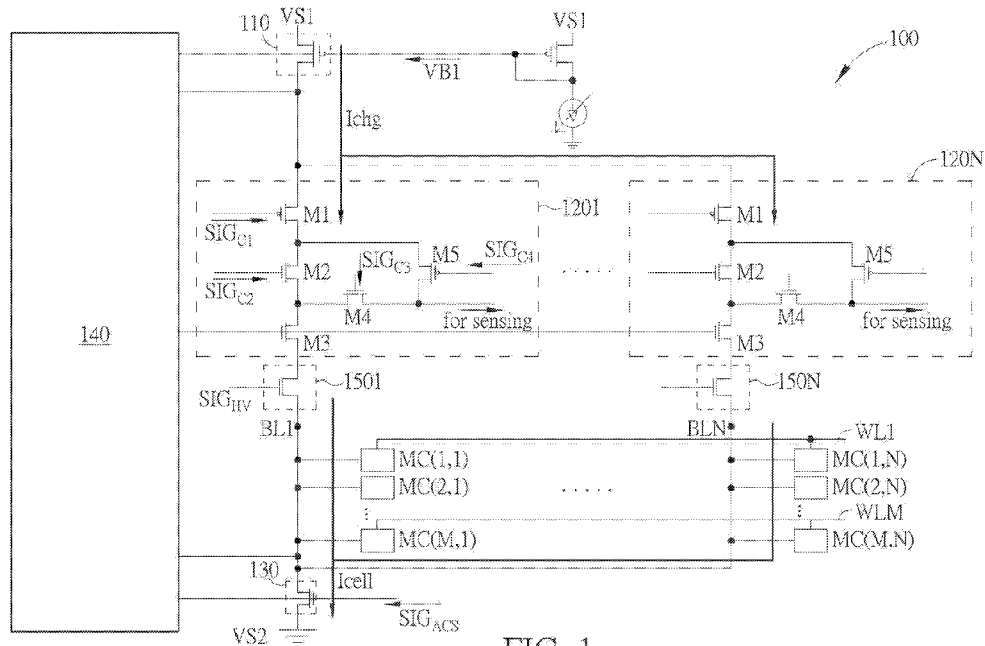 VS1
110
VS1
100
VB1
Ichg
120N
M1
1201
M1
SIGC1
M5
SIGC3
SIGC4
M5
M2
.....
M2
SIGC2
M4
for sensing
M4
for sensing
140
M3
M3
1501
150N
SIGHV
BL1
BLN
WL1
MC(1,1)
MC(1,N)
MC(2,1)
.....
MC(2,N)
WLM
MC(M,1)
MC(M,N)
130
Icell
SIGACS
VS2
FIG. 1